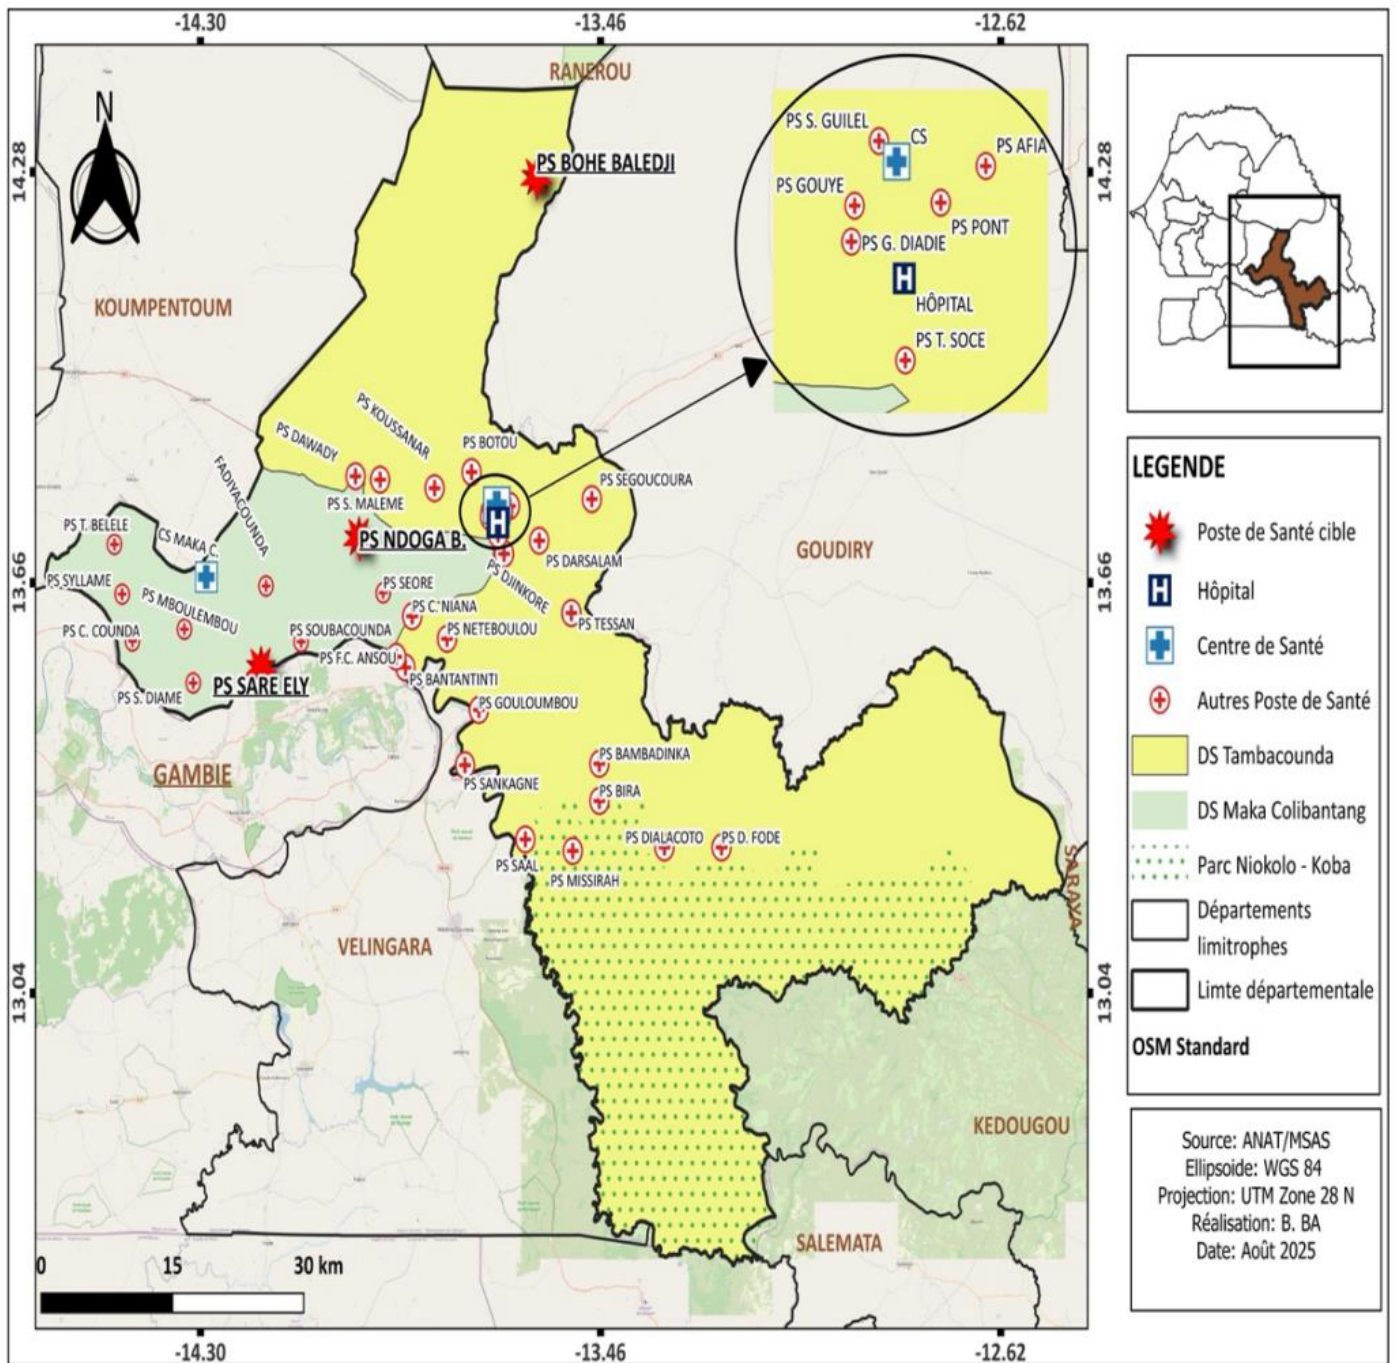 -14.30
-13.46
-12.62
RANEROU
N
PS BOHE BALEDJI
14.28
14.28
KOUMPENTOUM
PS S. GUILEL
CS
PS AFIA
PS GOUYE
PS PONT
PS G. DIADIE
HÔPITAL
PS T. SOCE
PS KOUSSANAR
PS DAWADY
PS BOTOU
PS SEGOUCOURA
FADIYACOUNDA
PS S. MALEME
H
PS T. BELELE
CS MAKA C.
PS NDOGA B.
PS DARSALAM
GOUDIRY
13.66
13.66
PS SYLLAME
PS MBOULEMBOU
PS SEORE
PS DJINKORE
PS C. NIANA
PS TESSAN
PS C. COUNDA
PS SOUBACOUNDA
PS NETEBOULOU
PS F.C. ANSOU
PS S. DIAME
PS SARE ELY
PS BANTANTINTI
PS GOULOUMBOU
GAMBIE
PS SANKAGNE
PS BAMBADINKA
PS BIRA
PS DIALACOTO
PS D. FODE
PS SAAL
PS MISSIRAH
SARAYA
VELINGARA
13.04
13.04
KEDOUGOU
SALEMATA
0 15 30 km
-14.30
-13.46
-12.62
LEGENDE
Poste de Santé cible
H
Hôpital
Centre de Santé
Autres Poste de Santé
DS Tambacounda
DS Maka Colibantang
Parc Niokolo - Koba
Départements
limitrophes
Limte départementale
OSM Standard
Source: ANAT/MSAS
Ellipsoide: WGS 84
Projection: UTM Zone 28 N
Réalisation: B. BA
Date: Août 2025